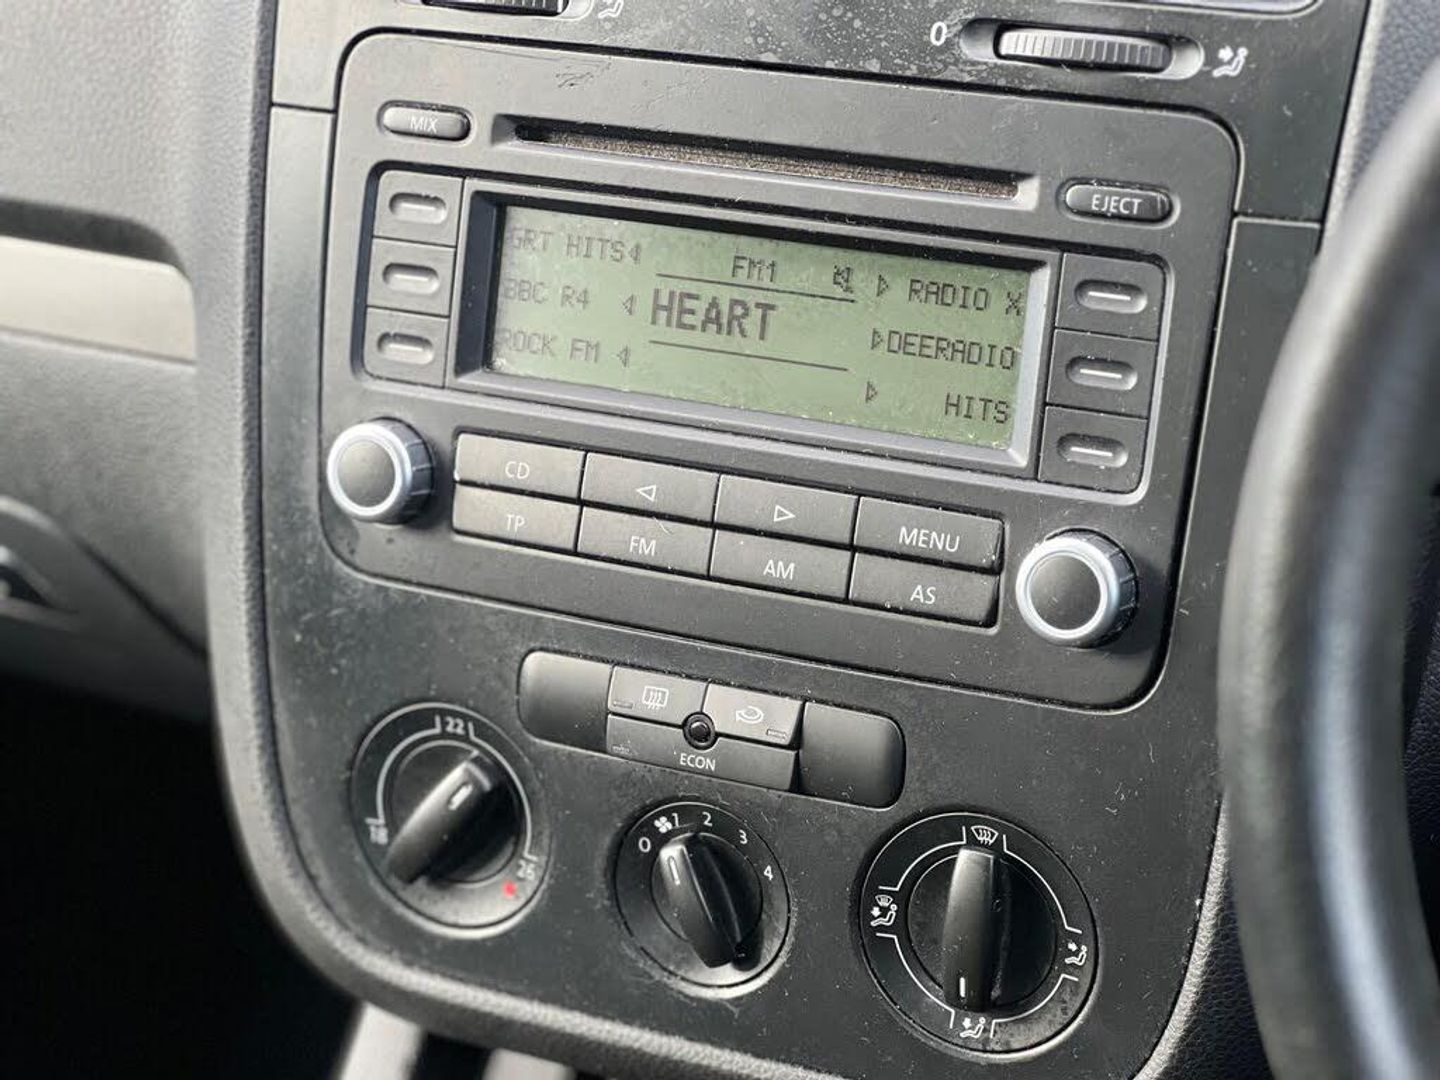 0
MIX
EJECT
GRT HITS
FM1
RADIO X
BBC R4
HEART
DEERADIO
ROCK FM
HITS
CD
MENU
TP
FM
AM
AS
ECON
22
18
26
0 1 2 3 4